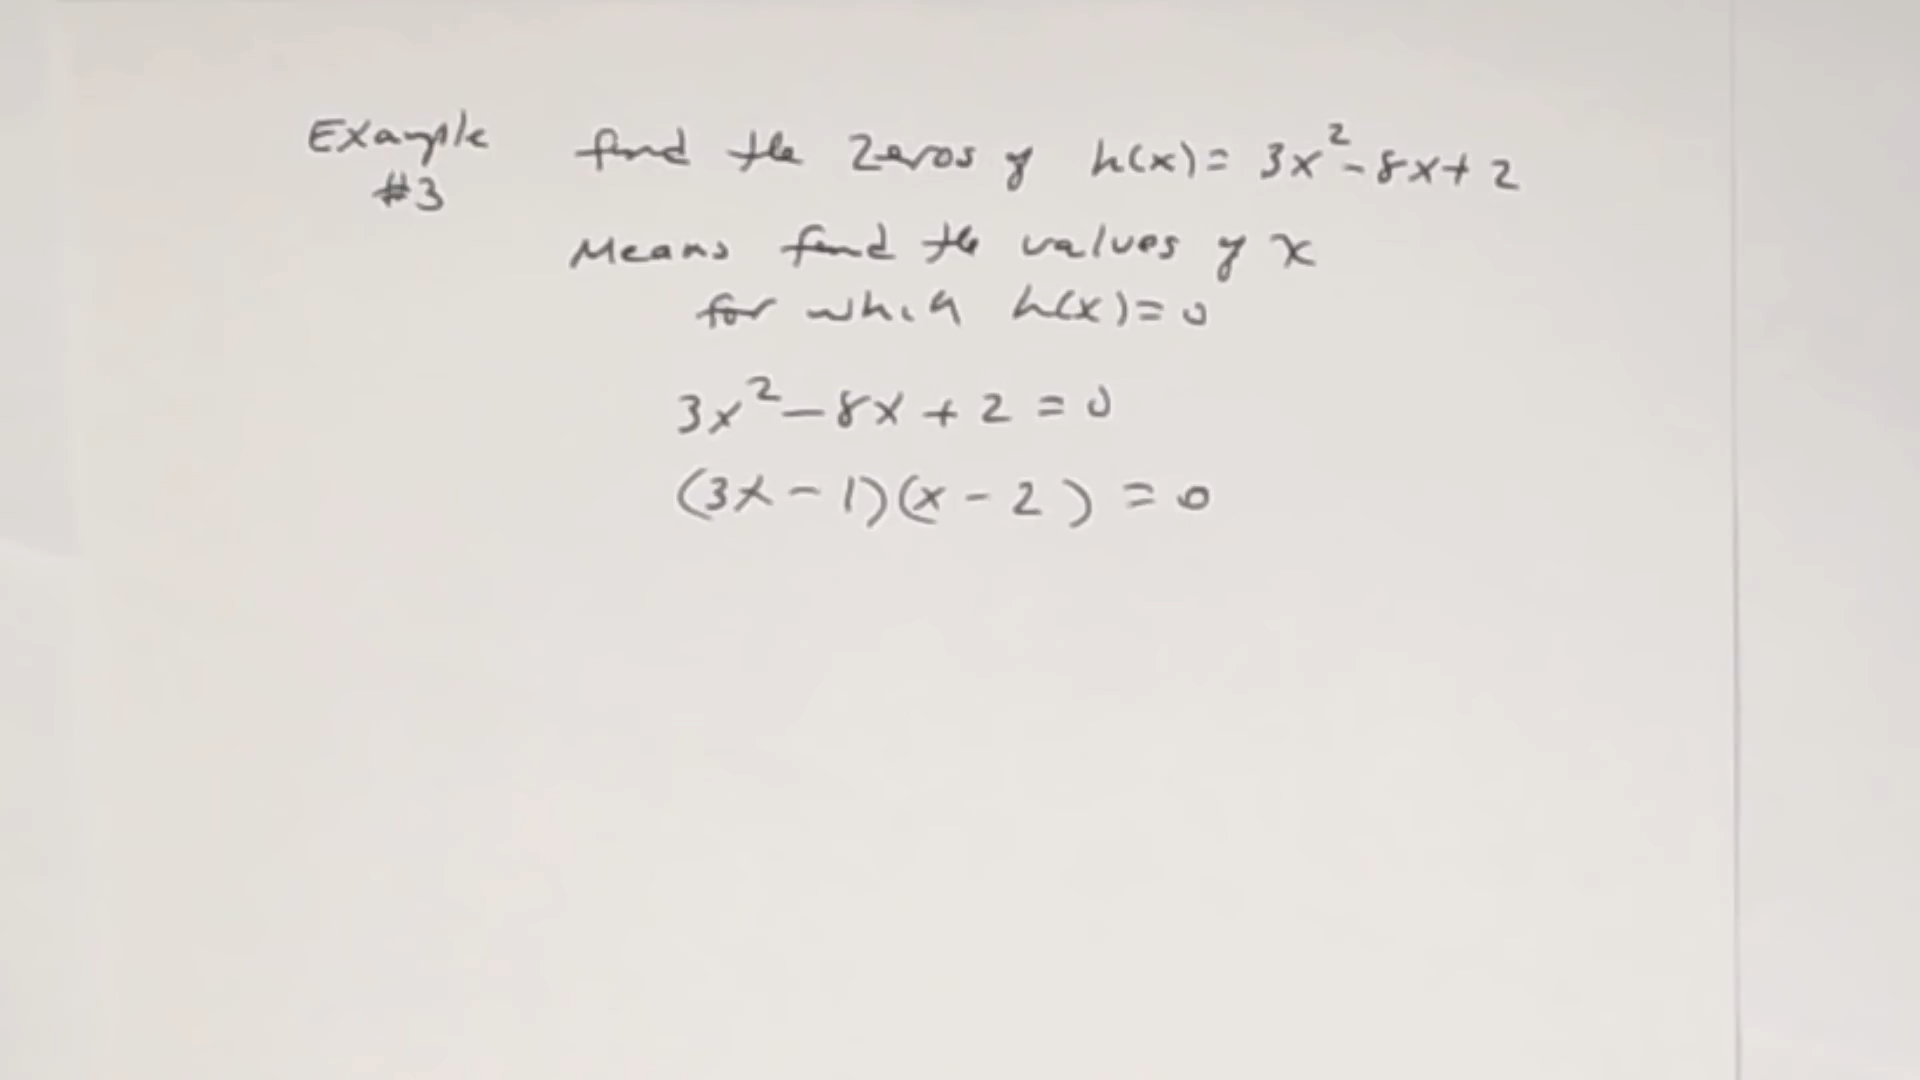 Example find the zeros of h(x) = 3x² - 8x + 2
#3
Means find the values of x
for which h(x) = 0
3x² - 8x + 2 = 0
(3x - 1)(x - 2) = 0